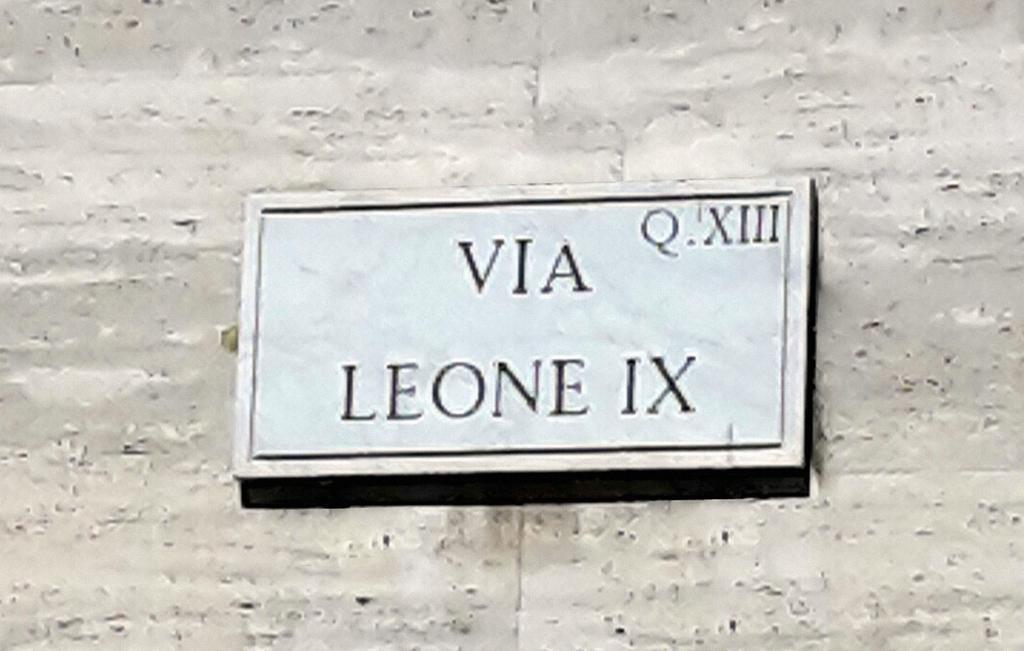 Q. XIII
VIA
LEONE IX